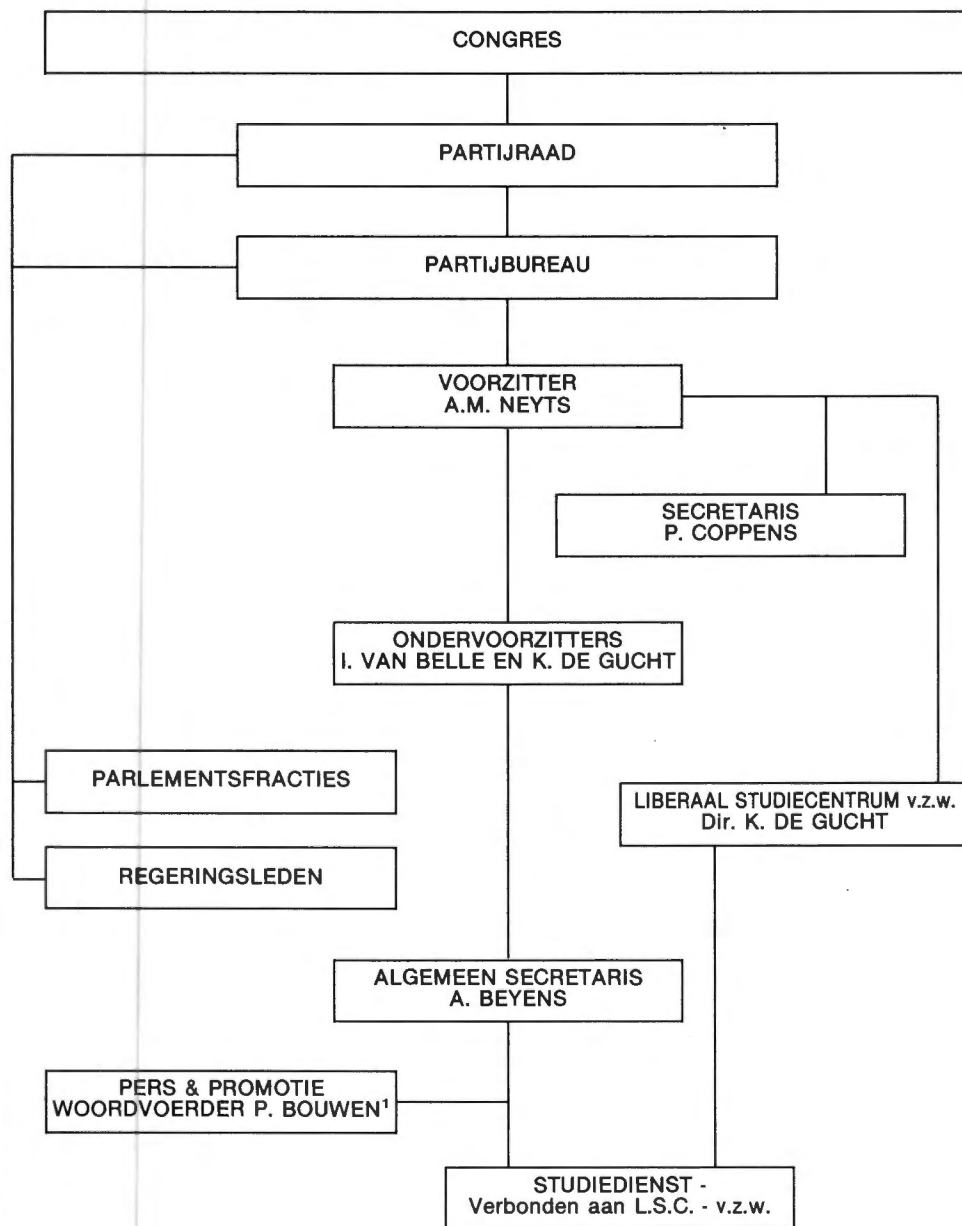 CONGRES
PARTIJRAAD
PARTIJBUREAU
VOORZITTER
A.M. NEYTS
SECRETARIS
P. COPPENS
ONDERVOORZITTERS
I. VAN BELLE EN K. DE GUCHT
PARLEMENTSFRACTIES
LIBERAAL STUDIECENTRUM v.z.w.
Dir. K. DE GUCHT
REGERINGSLEDEN
ALGEMEEN SECRETARIS
A. BEYENS
PERS & PROMOTIE
WOORDVOERDER P. BOUWEN¹
STUDIEDIENST -
Verbonden aan L.S.C. - v.z.w.